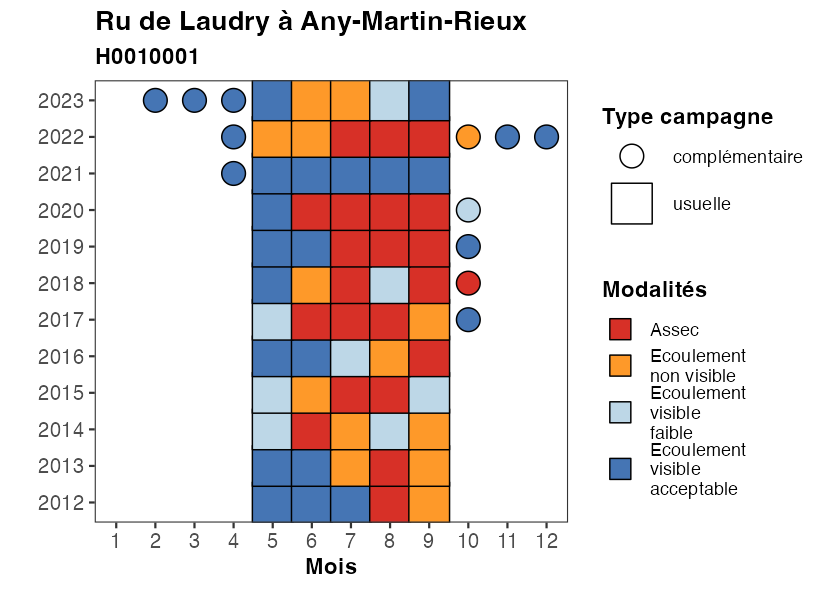 Ru de Laudry à Any-Martin-Rieux
H0010001
2023
2022
2021
2020
2019
2018
2017
2016
2015
2014
2013
2012
1 2 3 4 5 6 7 8 9 10 11 12
Mois
Type campagne
complémentaire
usuelle
Modalités
Assec
Ecoulement
non visible
Ecoulement
visible
faible
Ecoulement
visible
acceptable